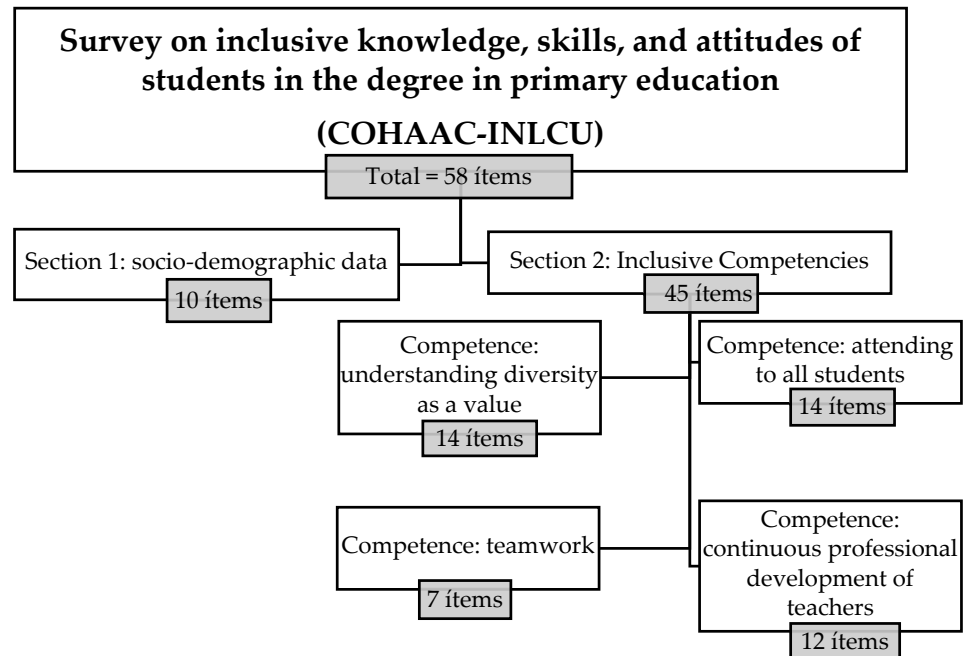 Survey on inclusive knowledge, skills, and attitudes of
students in the degree in primary education
(COHAAC-INLCU)
Total = 58 ítems
Section 1: socio-demographic data
10 ítems
Section 2: Inclusive Competencies
45 ítems
Competence:
understanding diversity
as a value
14 ítems
Competence: attending
to all students
14 ítems
Competence: teamwork
7 ítems
Competence:
continuous professional
development of
teachers
12 ítems